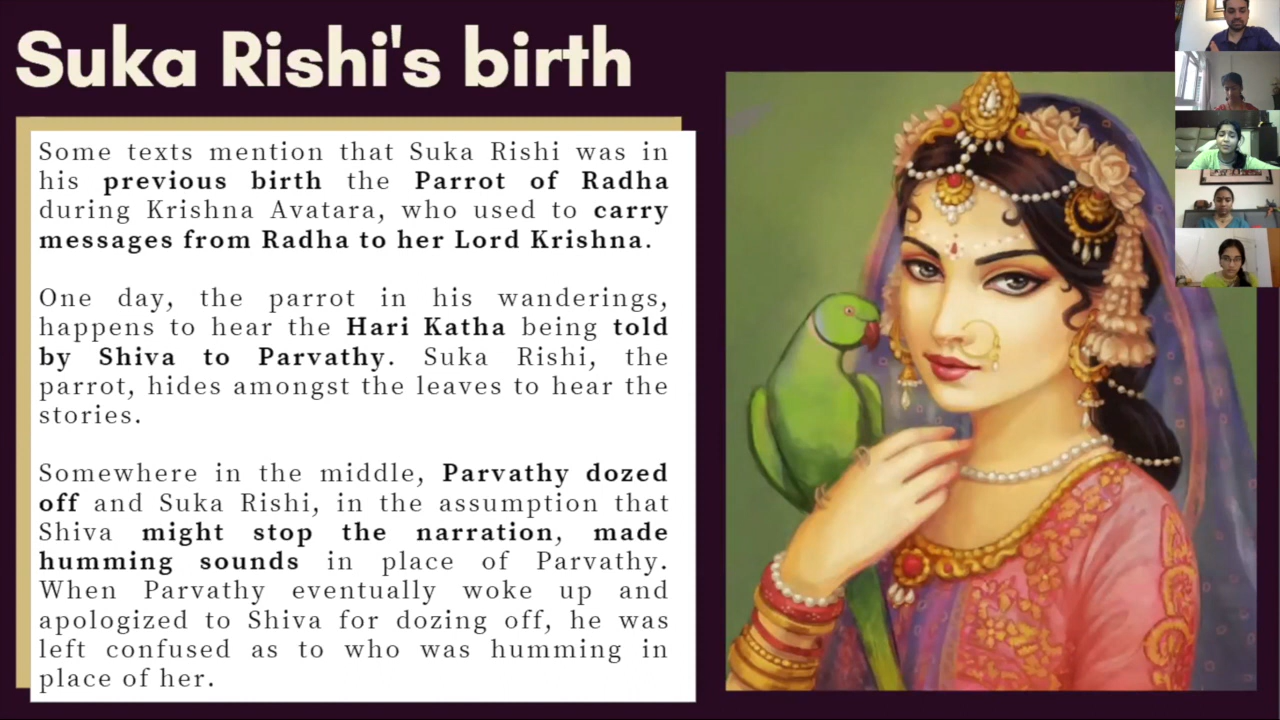 Suka Rishi's birth
Some texts mention that Suka Rishi was in
his previous birth the Parrot of Radha
during Krishna Avatara, who used to carry
messages from Radha to her Lord Krishna.
One day, the parrot in his wanderings,
happens to hear the Hari Katha being told
by Shiva to Parvathy. Suka Rishi, the
parrot, hides amongst the leaves to hear the
stories.
Somewhere in the middle, Parvathy dozed
off and Suka Rishi, in the assumption that
Shiva might stop the narration, made
humming sounds in place of Parvathy.
When Parvathy eventually woke up and
apologized to Shiva for dozing off, he was
left confused as to who was humming in
place of her.